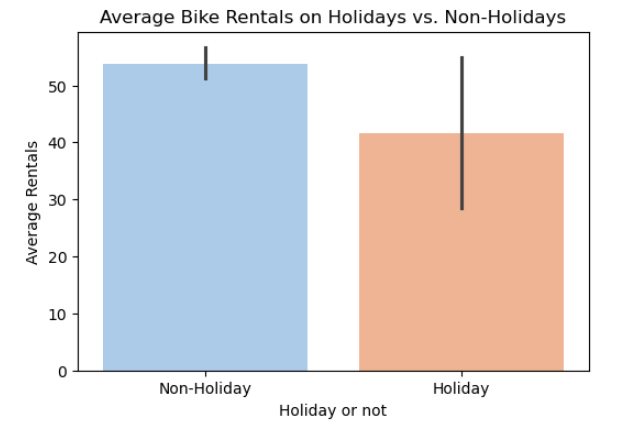 Average Bike Rentals on Holidays vs. Non-Holidays
Average Rentals
50
40
30
20
10
0
Non-Holiday
Holiday
Holiday or not